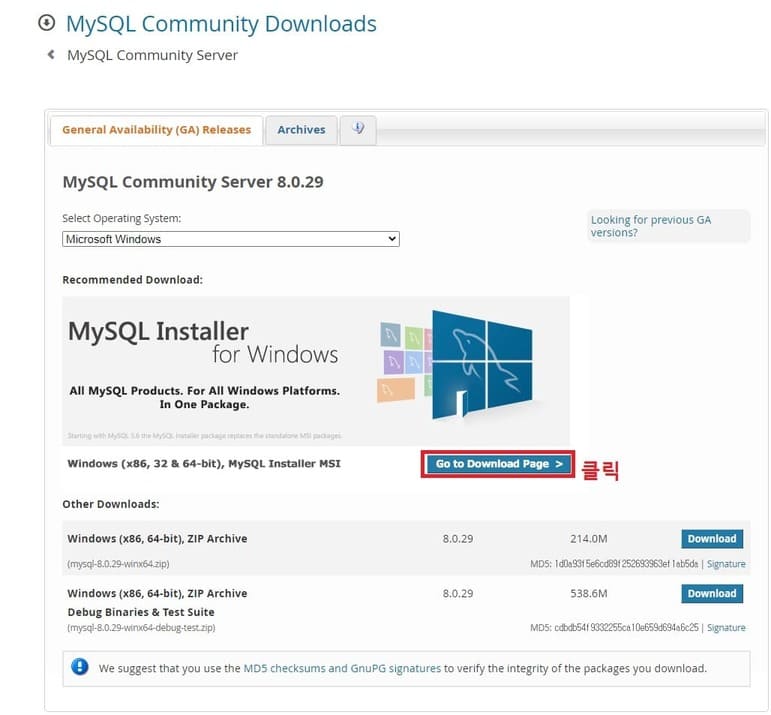 MySQL Community Downloads
MySQL Community Server
General Availability (GA) Releases
Archives
MySQL Community Server 8.0.29
Select Operating System:
Microsoft Windows
Looking for previous GA
versions?
Recommended Download:
MySQL Installer
for Windows
All MySQL Products. For All Windows Platforms.
In One Package.
Starting with MySQL 5.6 the MySQL Installer package replaces the standalone MSI packages.
Windows (x86, 32 & 64-bit), MySQL Installer MSI
Go to Download Page >
클릭
Other Downloads:
Windows (x86, 64-bit), ZIP Archive 8.0.29 214.0M Download
(mysql-8.0.29-winx64.zip) MD5: 1d0a93f5e6cd89f252693963ef1ab5da | Signature
Windows (x86, 64-bit), ZIP Archive 8.0.29 538.6M Download
Debug Binaries & Test Suite
(mysql-8.0.29-winx64-debug-test.zip) MD5: cdbdb54f9332255ca10e659d694a6c25 | Signature
We suggest that you use the MD5 checksums and GnuPG signatures to verify the integrity of the packages you download.